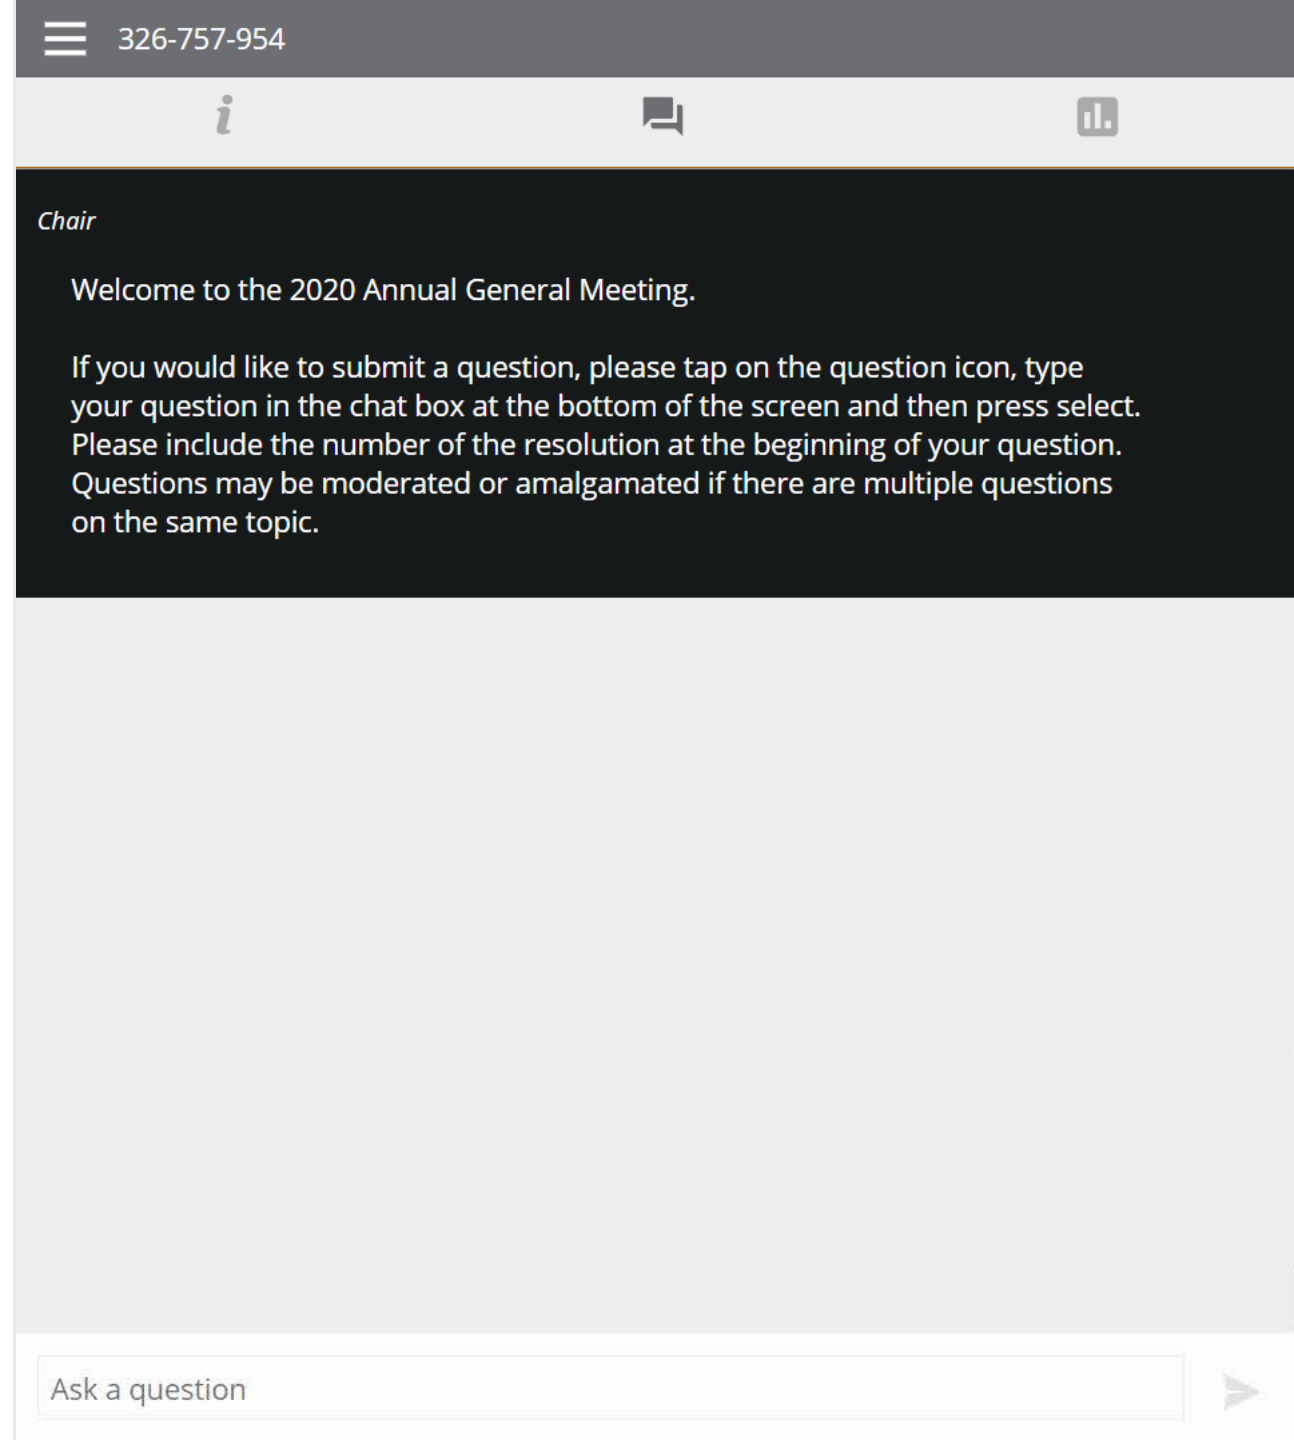 326-757-954
Chair
Welcome to the 2020 Annual General Meeting.
If you would like to submit a question, please tap on the question icon, type
your question in the chat box at the bottom of the screen and then press select.
Please include the number of the resolution at the beginning of your question.
Questions may be moderated or amalgamated if there are multiple questions
on the same topic.
Ask a question